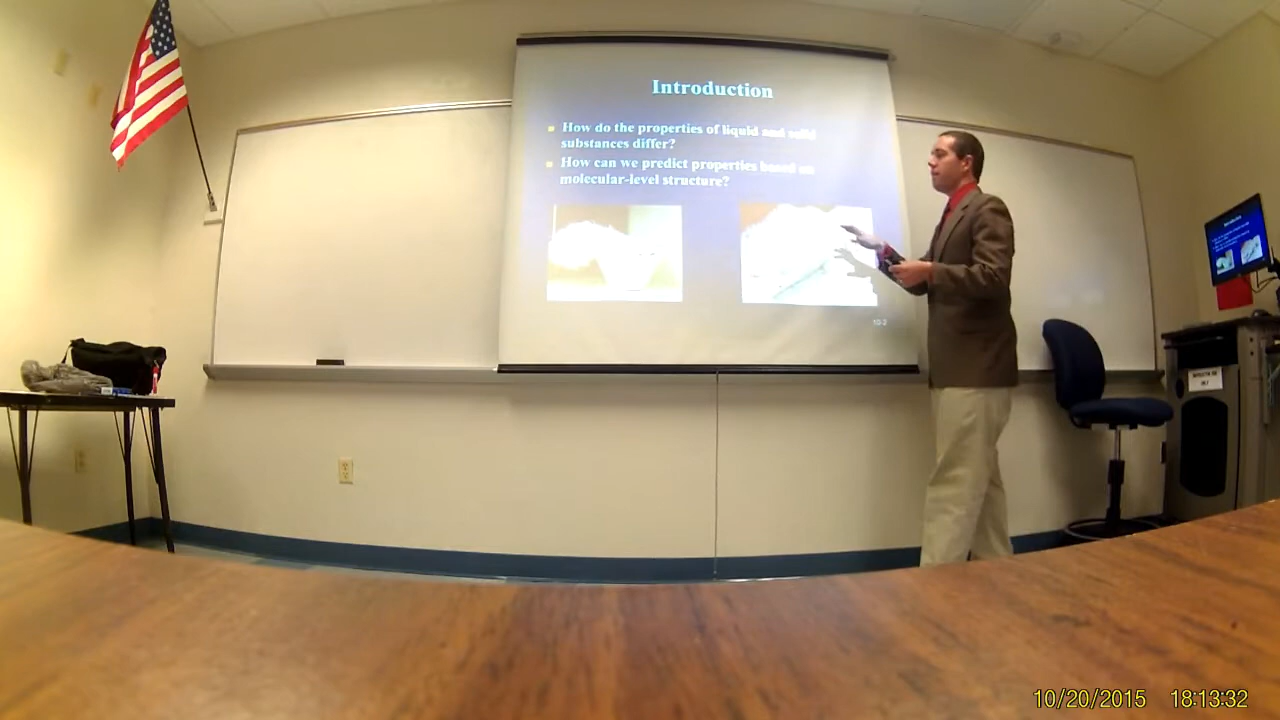 Introduction
How do the properties of liquid and solid
substances differ?
How can we predict properties based on
molecular-level structure?
10-2
10/20/2015 18:13:32